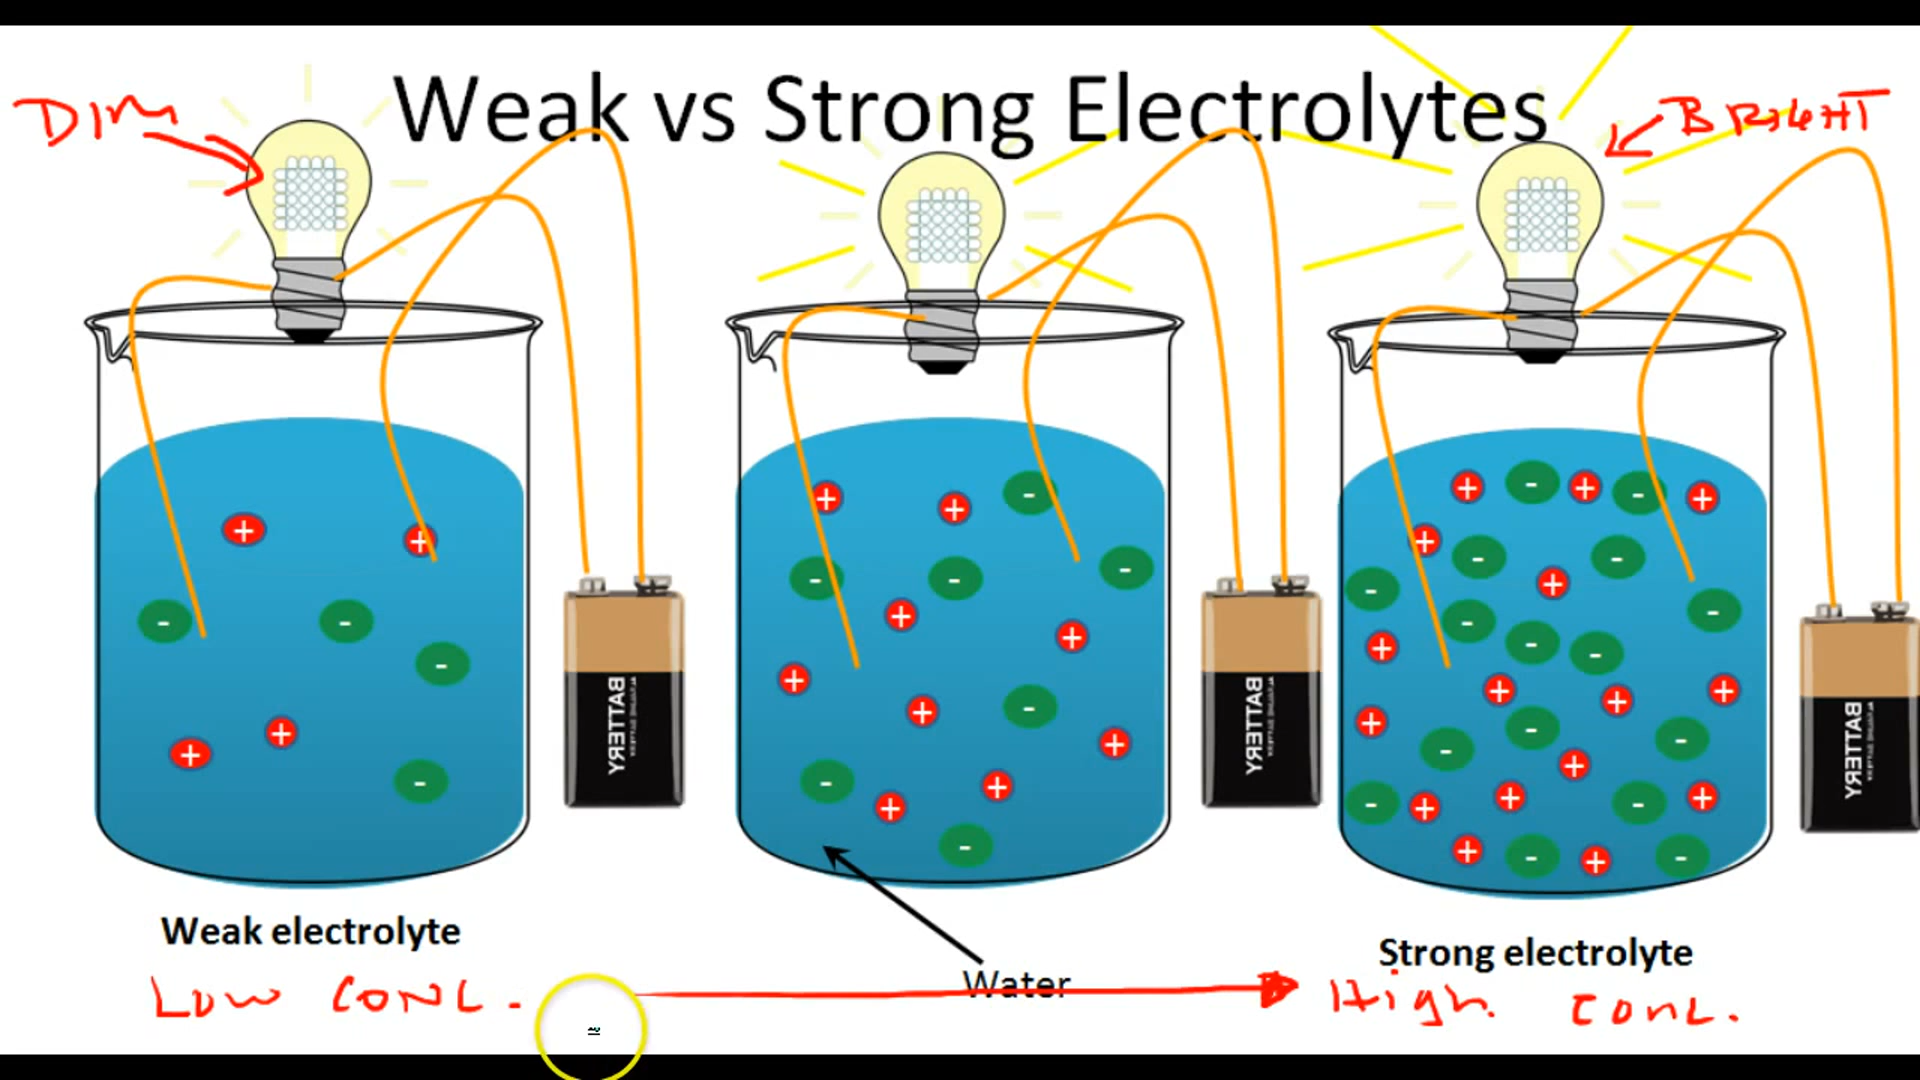 Weak vs Strong Electrolytes
DIM
BRIGHT
BATTERY
BATTERY
BATTERY
Weak electrolyte
Strong electrolyte
Water
Low CONC.
High CONC.